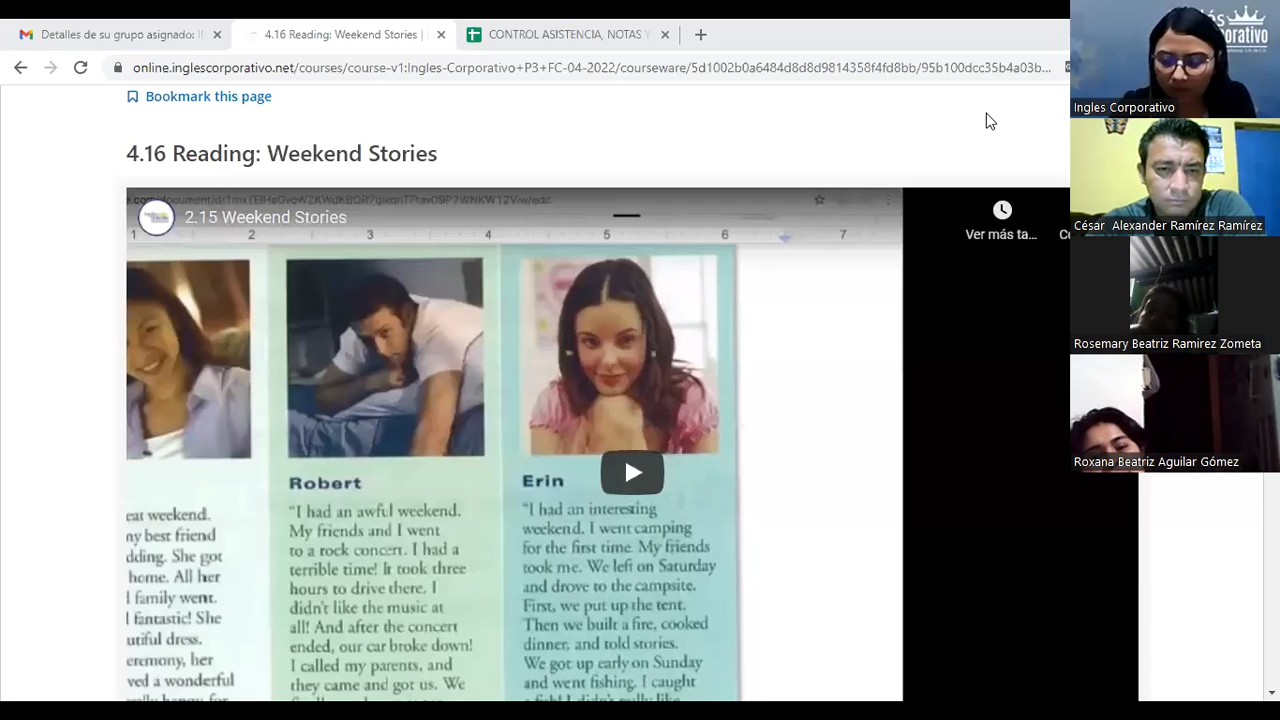 Detalles de su grupo asignado: I
4.16 Reading: Weekend Stories |
CONTROL ASISTENCIA, NOTAS Y
online.inglescorporativo.net/courses/course-v1:Ingles-Corporativo+P8+FC-04-2022/courseware/5d1002b0a6484d8d8d9814358f4fd8bb/95b100dcc35b4a03b...
Bookmark this page
4.16 Reading: Weekend Stories
2.15 Weekend Stories
Ver más ta...
1 2 3 4 5 6 7
eat weekend.
ny best friend
dding. She got
home. All her
l family went.
l fantastic! She
utiful dress.
eremony, her
ved a wonderful
Robert
"I had an awful weekend.
My friends and I went
to a rock concert. I had a
terrible time! It took three
hours to drive there. I
didn't like the music at
all! And after the concert
ended, our car broke down!
I called my parents, and
they came and got us. We
Erin
"I had an interesting
weekend. I went camping
for the first time. My friends
took me. We left on Saturday
and drove to the campsite.
First, we put up the tent.
Then we built a fire, cooked
dinner, and told stories.
We got up early on Sunday
and went fishing. I caught
Ingles Corporativo
César Alexander Ramírez Ramírez
Rosemary Beatriz Ramirez Zometa
Roxana Beatriz Aguilar Gómez